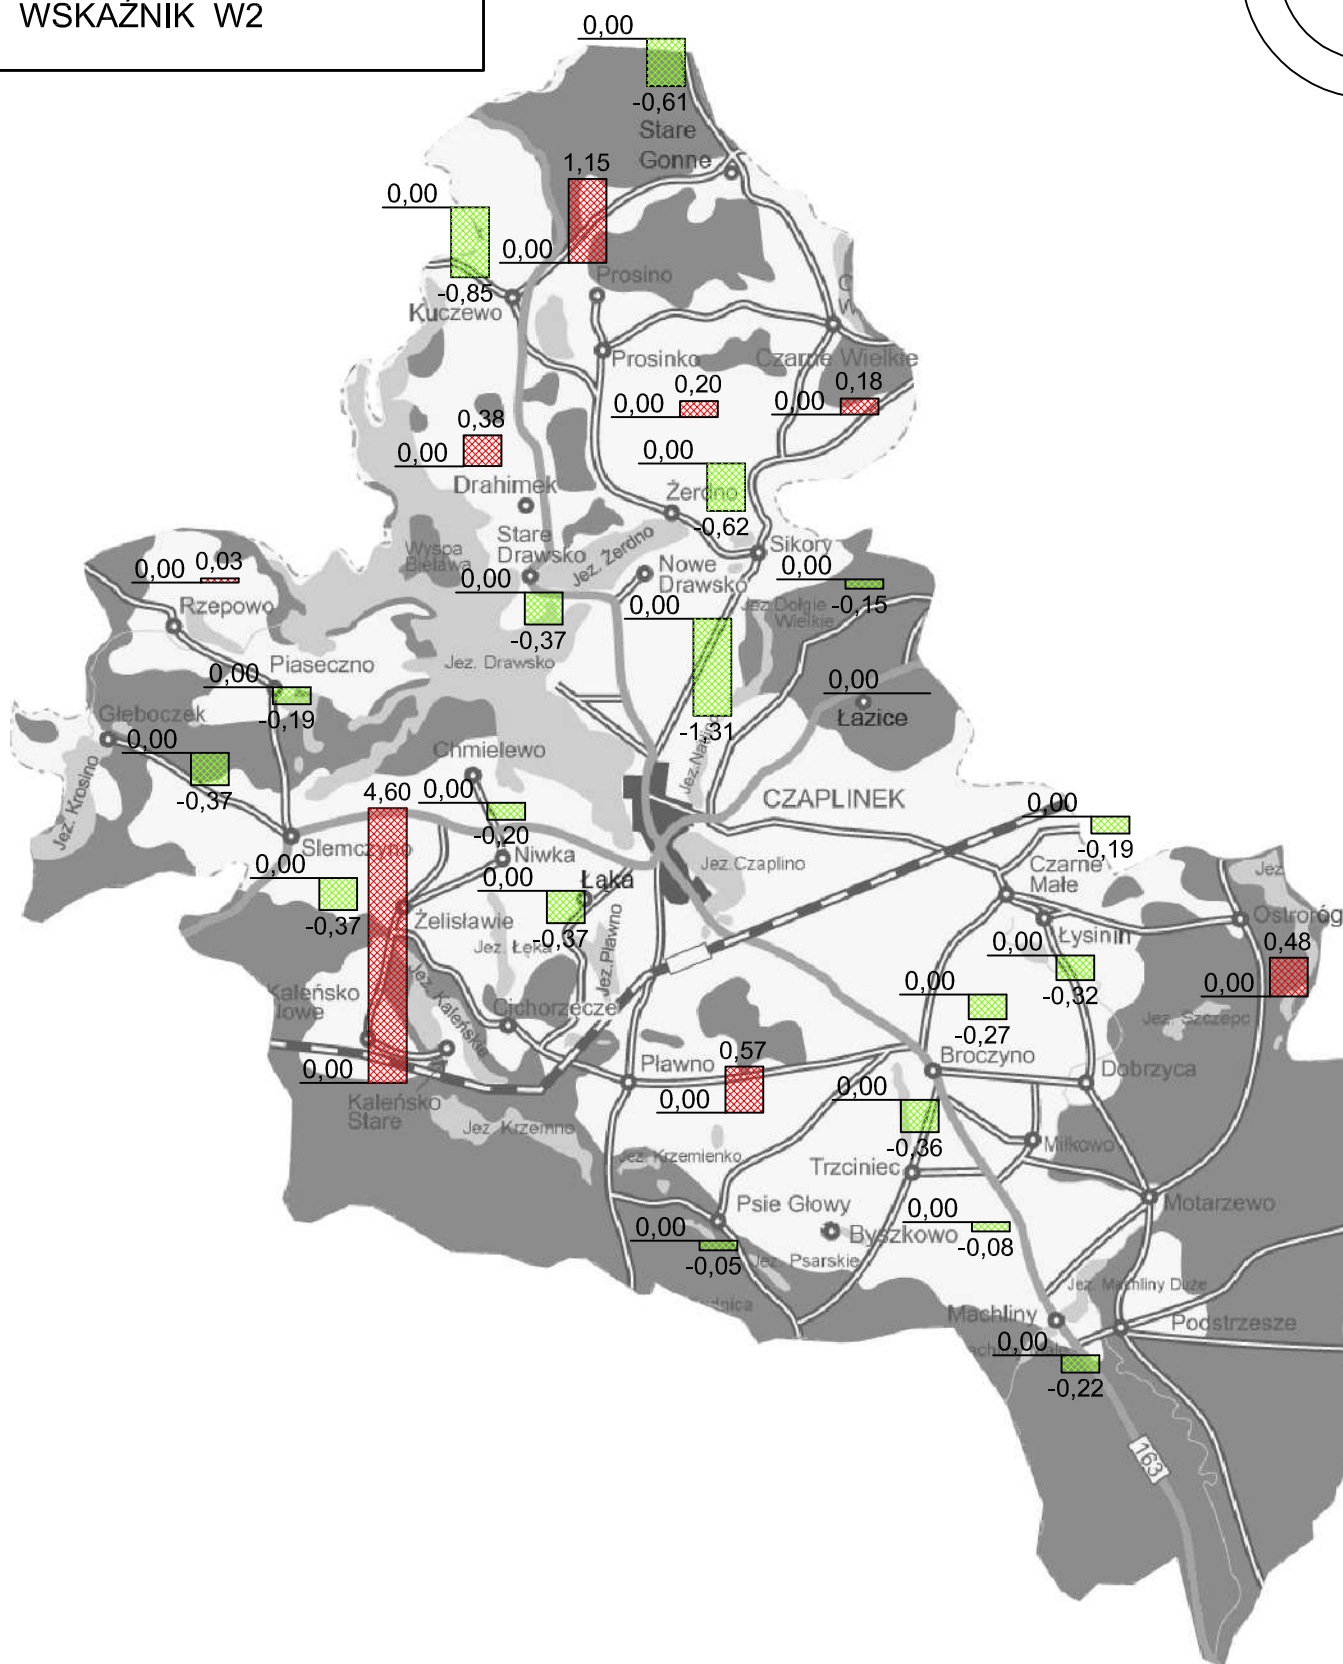 WSKAŹNIK W2
0,00
-0,61
Stare
Gonne
1,15
0,00
0,00
-0,85
Kuczewo
Prosino
Prosinko
Czarne Wielkie
0,20
0,00
0,18
0,00
0,38
0,00
Drahimek
0,00
Żerdno
-0,62
Stare
Drawsko
Wyspa
Bielawa
Jez. Żerdno
Nowe
Drawsko
Sikory
0,00
-0,15
Jez.Dołgie
Wielkie
0,00
-0,37
0,00
-1,31
0,03
0,00
Rzepowo
Piaseczno
0,00
-0,19
Jez. Drawsko
0,00
Łazice
Głęboczek
0,00
-0,37
Jez. Krosino
Chmielewo
4,60
0,00
-0,20
CZAPLINEK
0,00
-0,19
Slemczyno
Niwka
Jez.Czaplino
Czarne
Małe
Jez
0,00
-0,37
0,00
Łąka
-0,37
Żelisławie
Jez. Łęka
Jez.Pławno
Ostroróg
Łysinin
0,00
-0,32
0,48
0,00
Kaleńsko
Jez. Kaleńskie
Cichorzecze
0,00
-0,27
Jez. Szczepc
0,00
Kaleńsko
Stare
Pławno
0,57
0,00
Broczyno
Dobrzyca
0,00
-0,36
Jez. Krzemno
Jez. Krzemienko
Miłkowo
Trzciniec
Psie Głowy
0,00
-0,05
Byszkowo
0,00
-0,08
Motarzewo
Jez. Psarskie
Jez. Machliny Duże
Machliny
Podstrzesze
0,00
-0,22
163